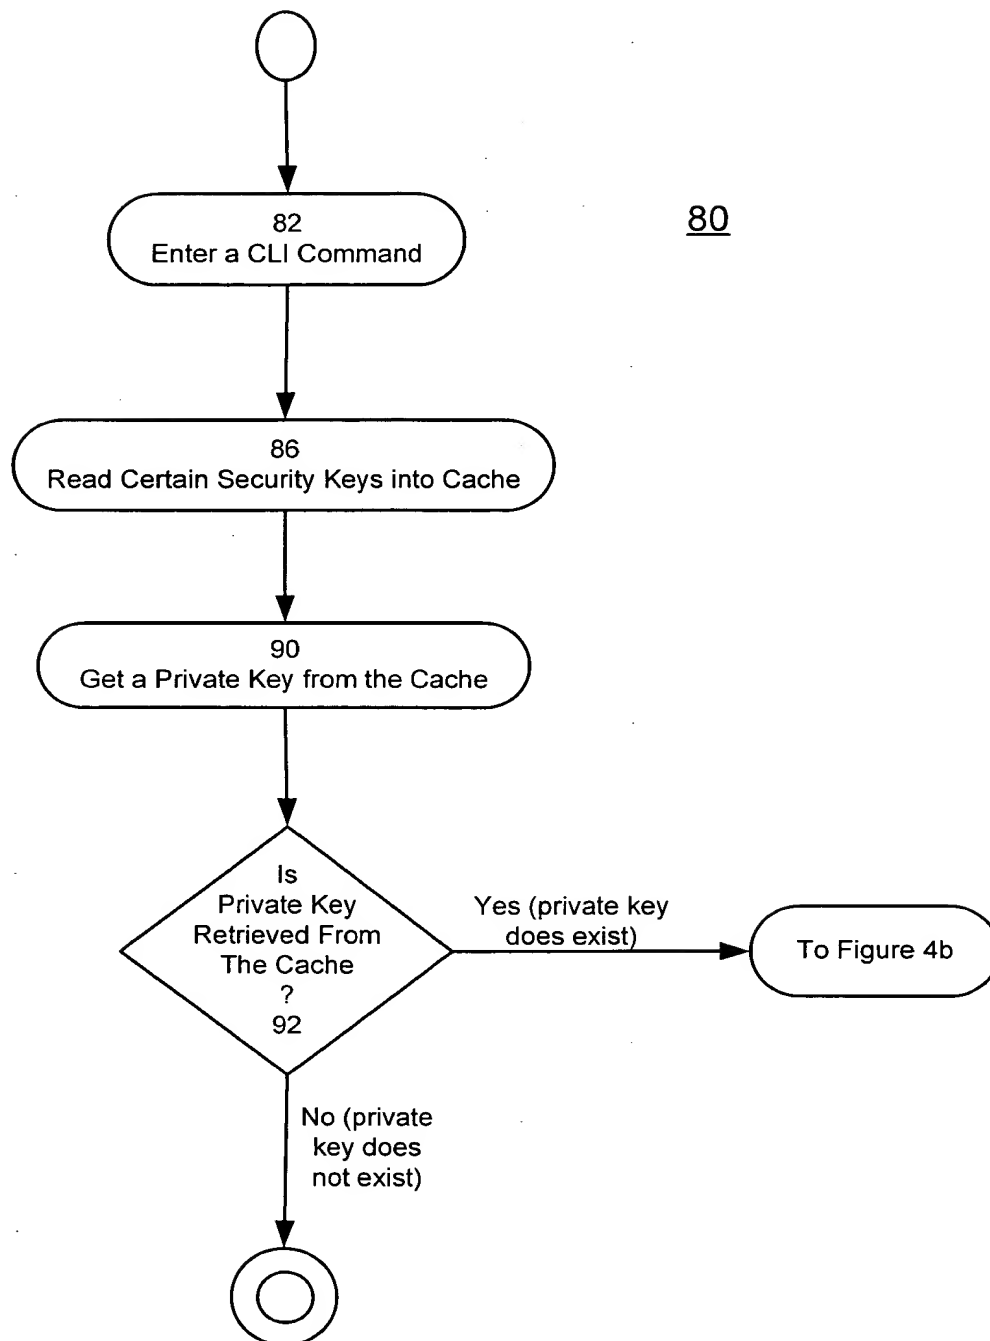 82
Enter a CLI Command
80
86
Read Certain Security Keys into Cache
90
Get a Private Key from the Cache
Is
Private Key
Retrieved From
The Cache
?
92
Yes (private key
does exist)
To Figure 4b
No (private
key does
not exist)